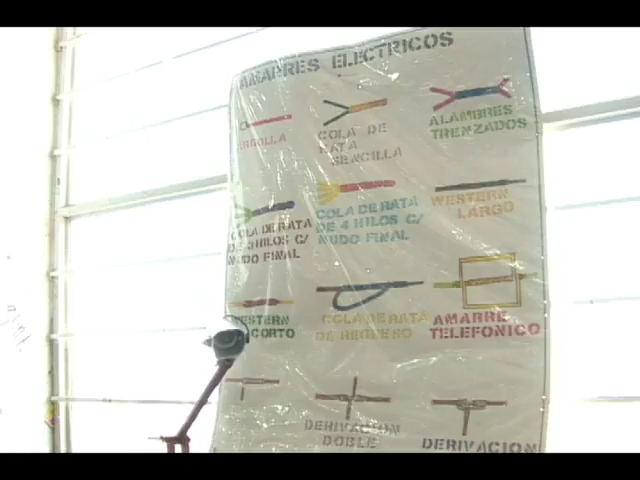 AMARRES ELECTRICOS
ARGOLLA
COLA DE
RATA
SENCILLA
ALAMBRES
TRENZADOS
COLA DE RATA
DE 3 HILOS C/
NUDO FINAL
COLA DE RATA
DE 4 HILOS C/
NUDO FINAL
WESTERN
LARGO
WESTERN
CORTO
COLA DE RATA
DE REGRESO
AMARRE
TELEFONICO
DERIVACION
DOBLE
DERIVACION